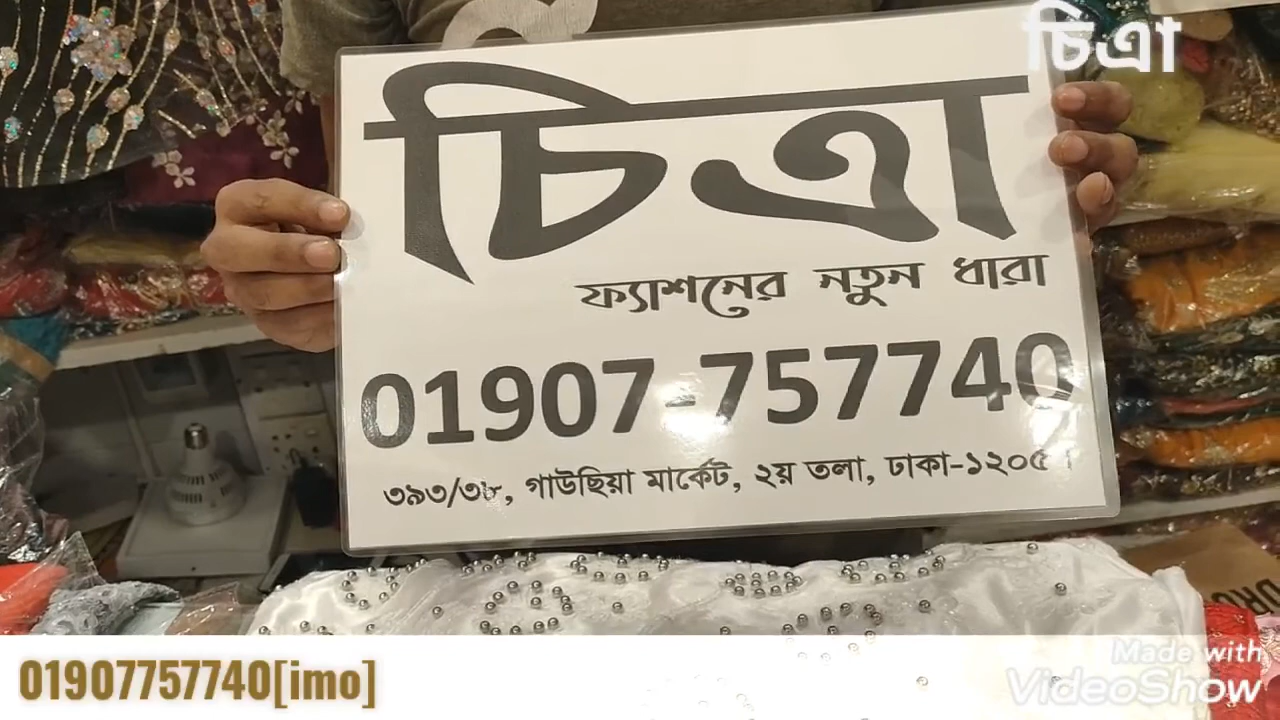 চিত্রা
চিত্রা
ফ্যাশনের নতুন ধারা
01907-757740
৩৯৩/৩৮, গাউছিয়া মার্কেট, ২য় তলা, ঢাকা-১২০৫।
01907757740[imo]
Made with
VideoShow